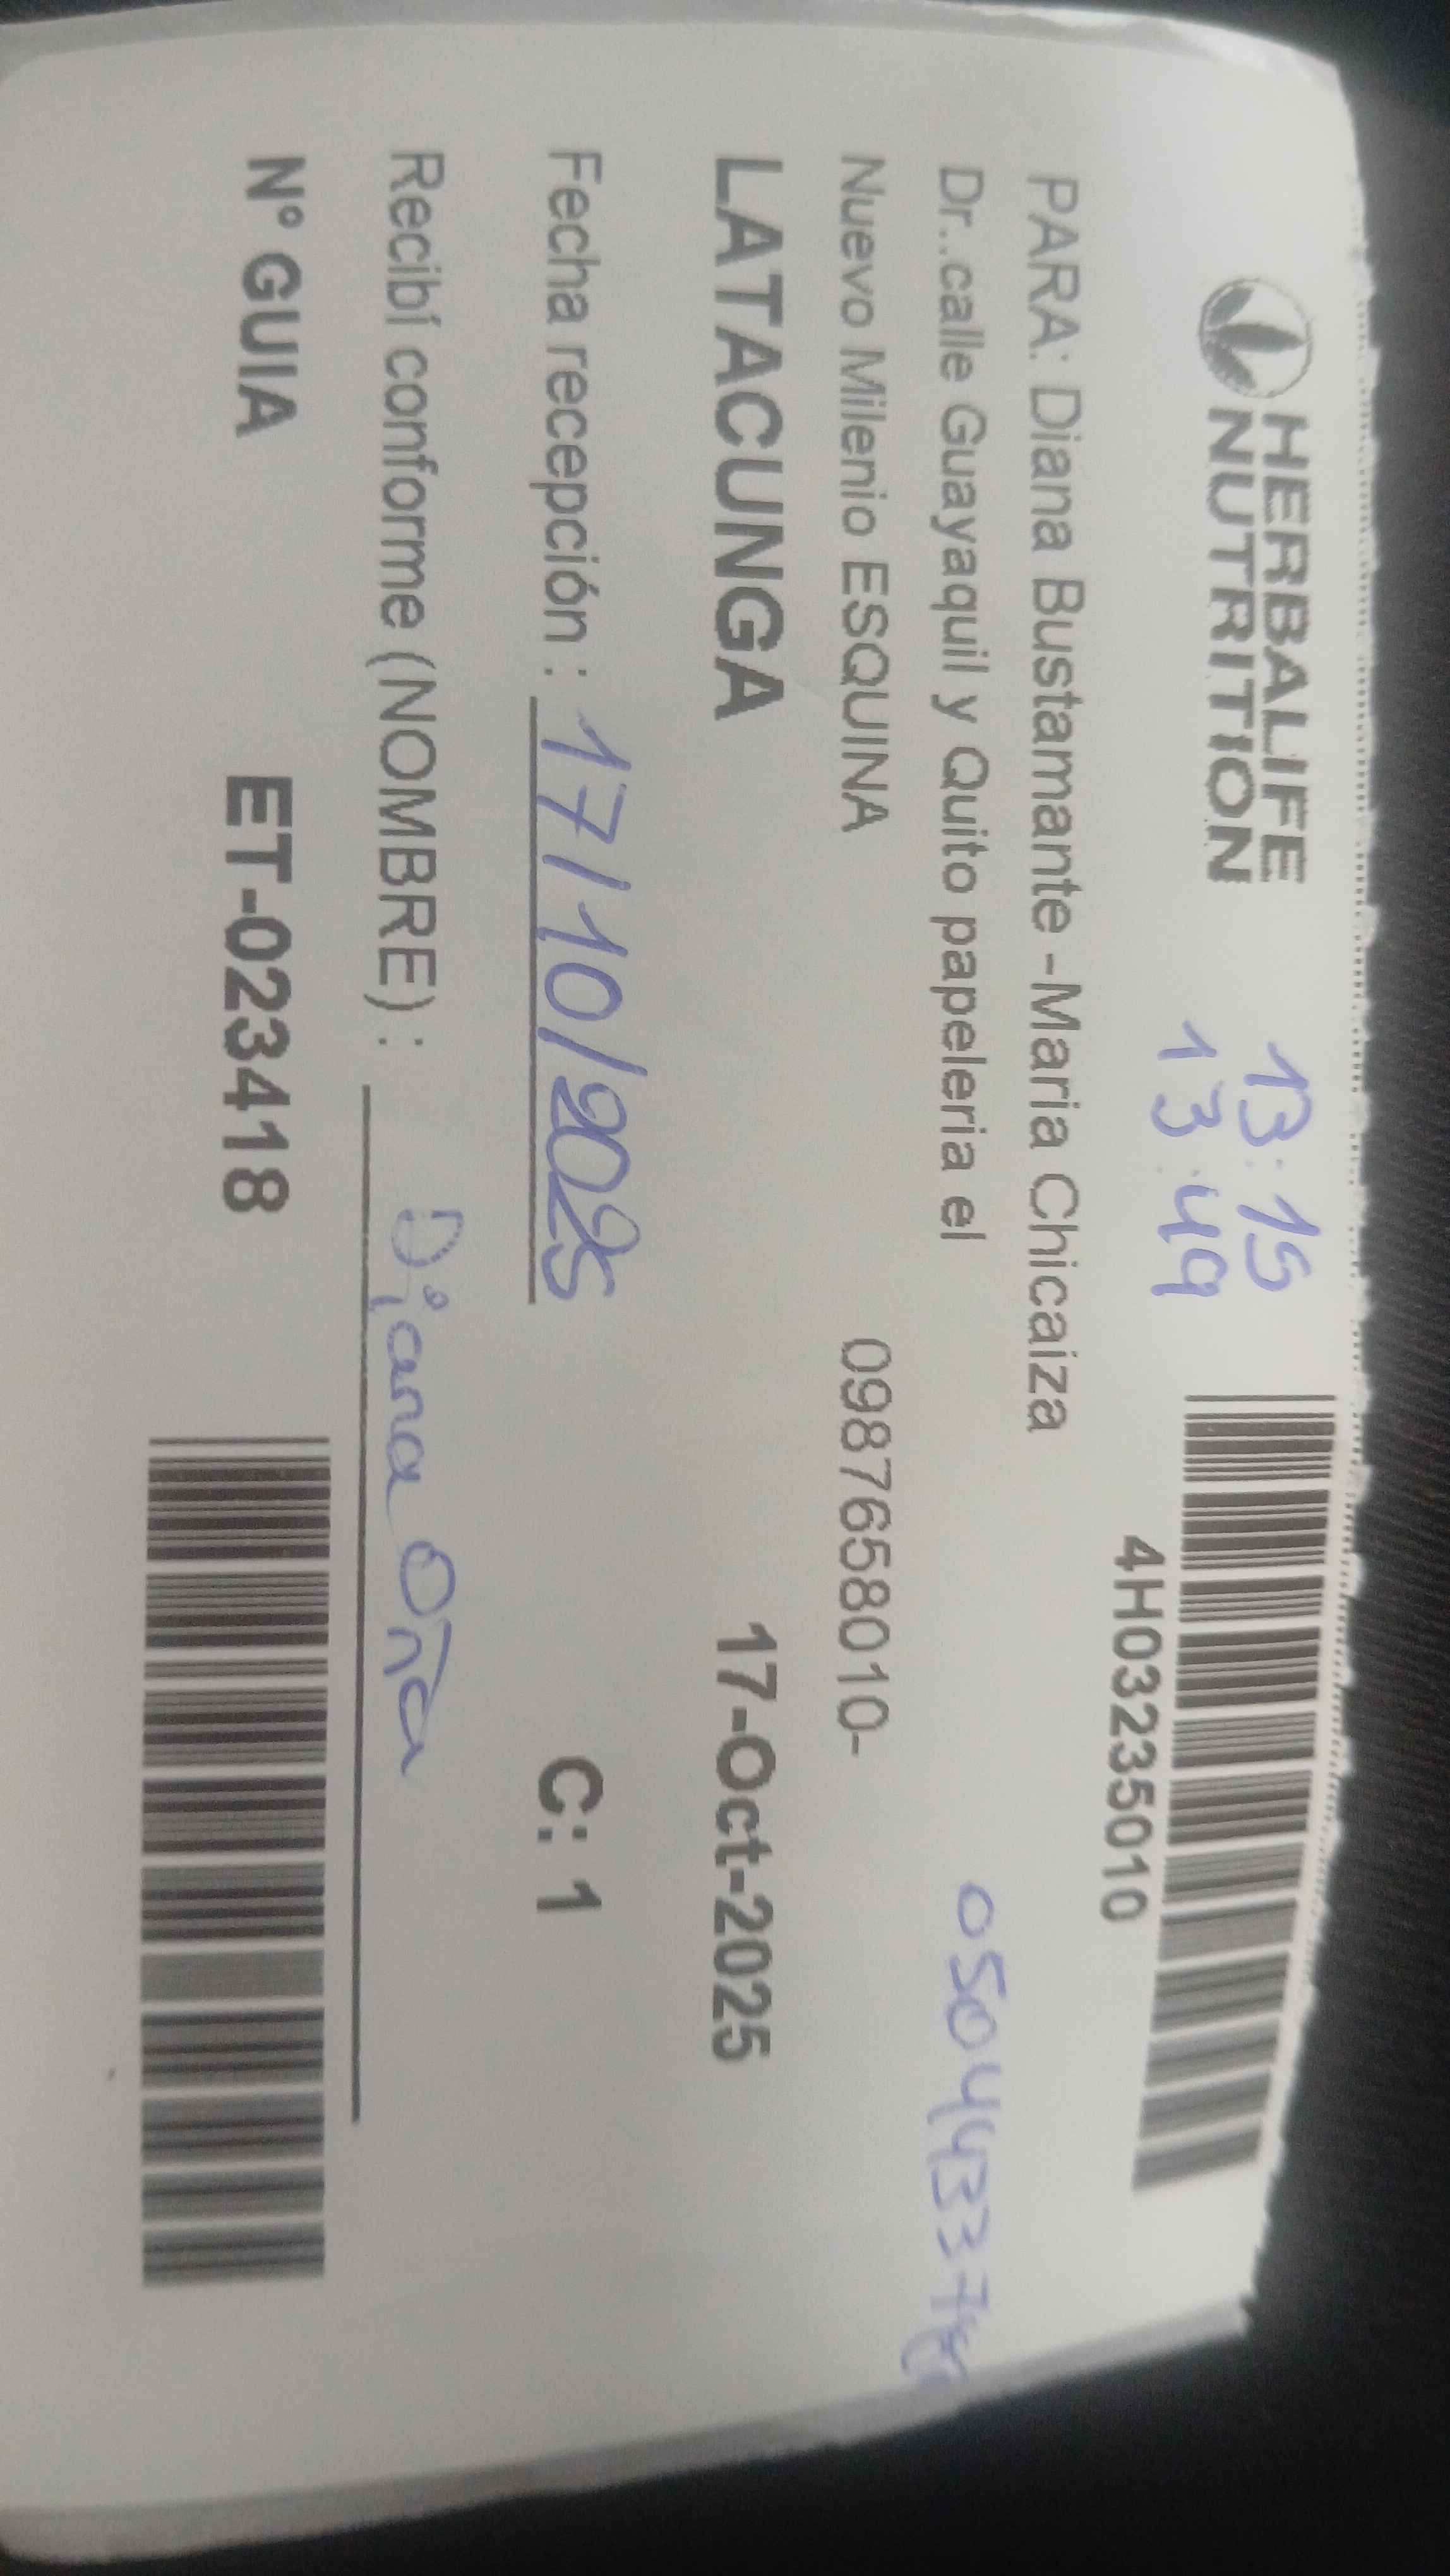 HERBALIFE
NUTRITION
13:15
13:49
4H03235010
PARA: Diana Bustamante -Maria Chicaiza
Dr..calle Guayaquil y Quito papeleria el
Nuevo Milenio ESQUINA 0987658010-
LATACUNGA 17-Oct-2025
Fecha recepción : 17/10/2025 C: 1
Recibí conforme (NOMBRE) : Diana Oña
N° GUIA ET-023418